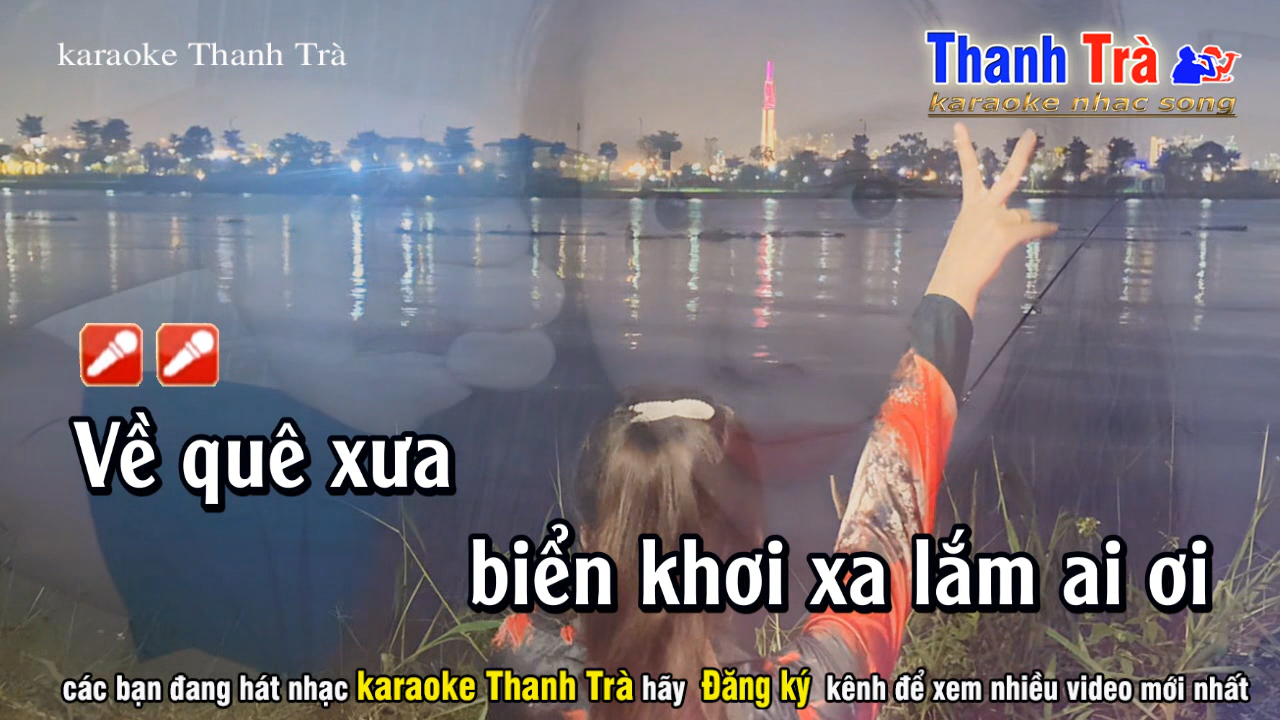 karaoke Thanh Trà
Thanh Trà
karaoke nhac song
Về quê xưa
biển khơi xa lắm ai ơi
các bạn đang hát nhạc karaoke Thanh Trà hãy Đăng ký kênh để xem nhiều video mới nhất